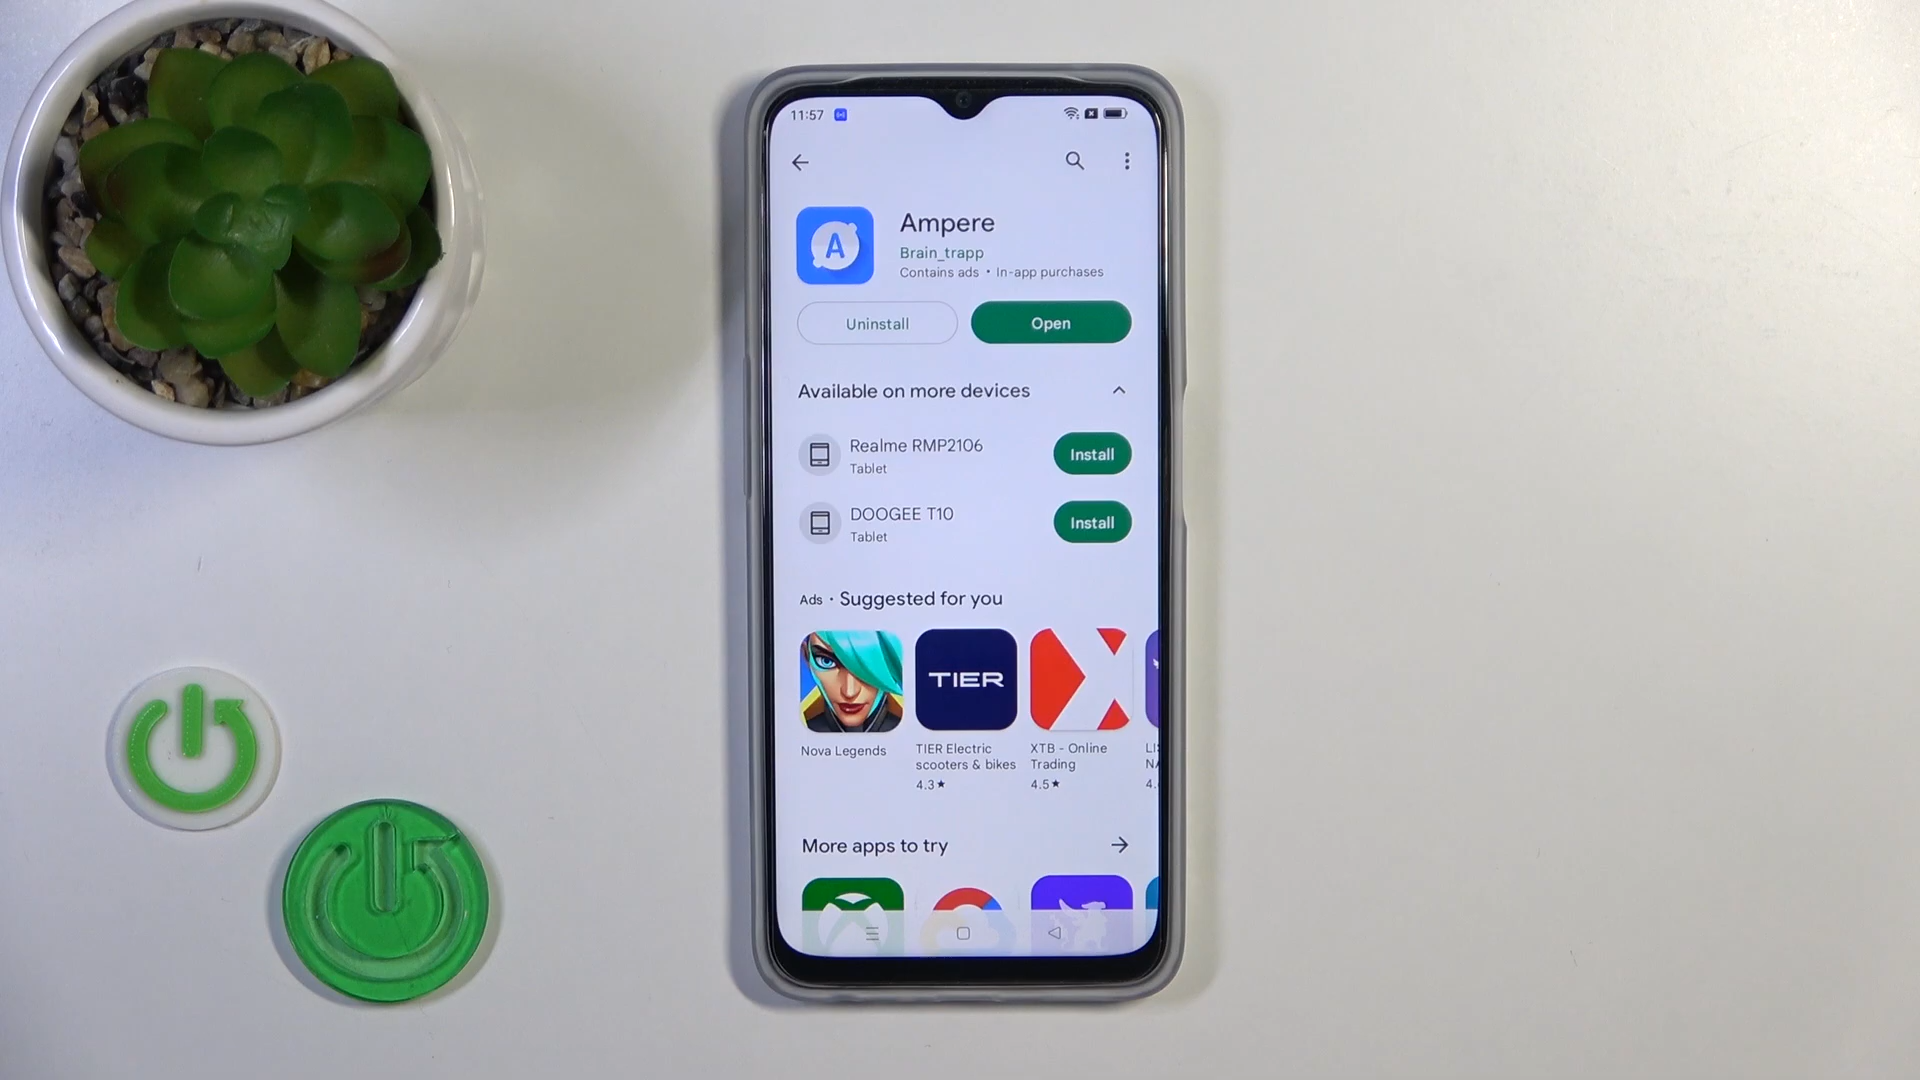 11:57
Ampere
Brain_trapp
Contains ads • In-app purchases
Uninstall
Open
Available on more devices
Realme RMP2106
Tablet
Install
DOOGEE T10
Tablet
Install
Ads • Suggested for you
TIER
Nova Legends
TIER Electric
scooters & bikes
4.3★
XTB - Online
Trading
4.5★
More apps to try